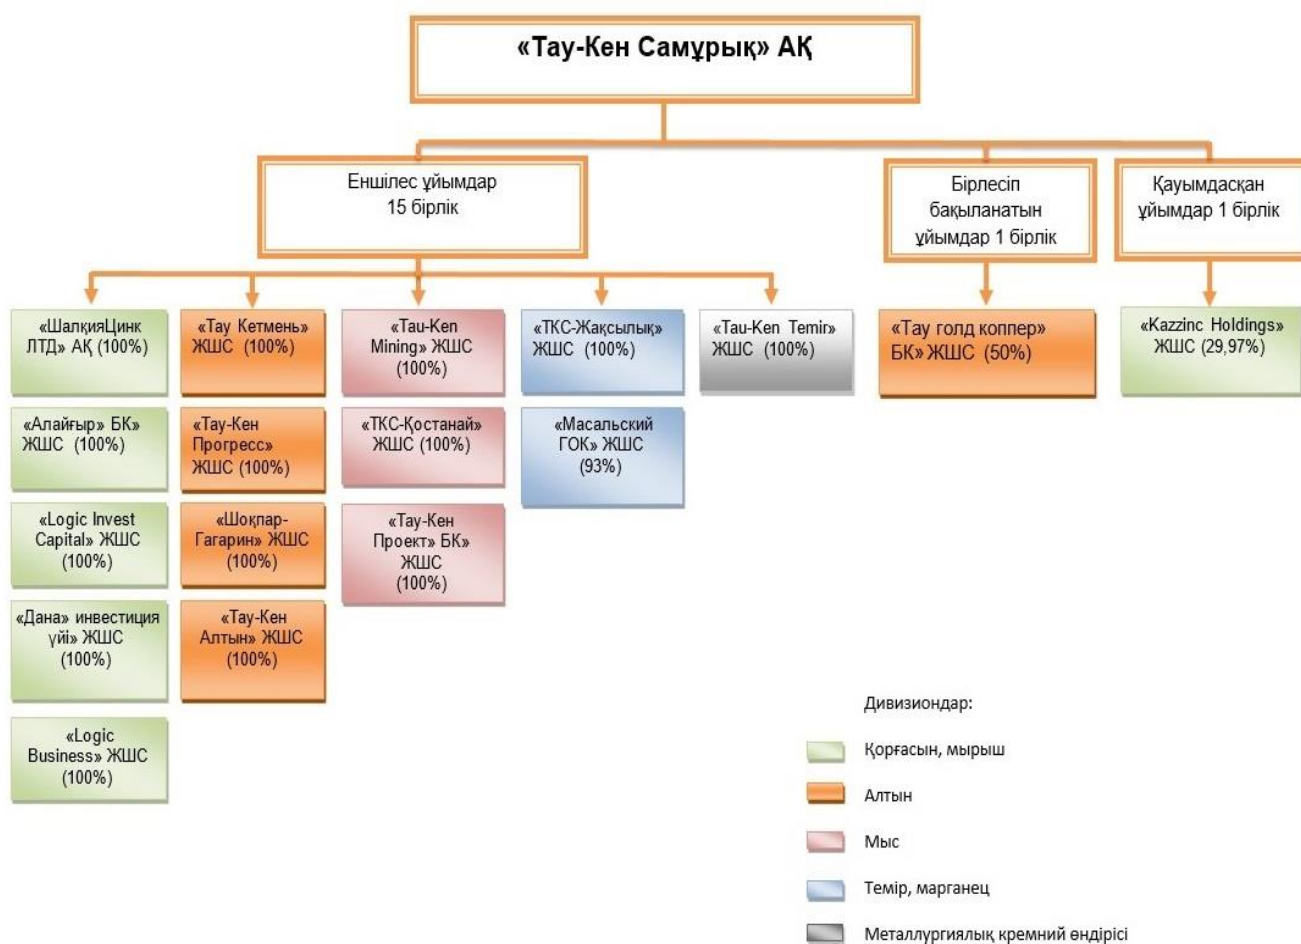 «Тау-Кен Самұрық» АҚ
Еншілес ұйымдар
15 бірлік
Бірлесіп
бақыланатын
ұйымдар 1 бірлік
Қауымдасқан
ұйымдар 1 бірлік
«ШалқияЦинк
ЛТД» АҚ (100%)
«Тау Кетмень»
ЖШС (100%)
«Tau-Ken
Mining» ЖШС
(100%)
«ТКС-Жақсылық»
ЖШС (100%)
«Tau-Ken Temir»
ЖШС (100%)
«Тау голд коппер»
БК» ЖШС (50%)
«Kazzinc Holdings»
ЖШС (29,97%)
«Алайғыр» БК»
ЖШС (100%)
«Тау-Кен
Прогресс»
ЖШС (100%)
«ТКС-Қостанай»
ЖШС (100%)
«Масальский
ГОК» ЖШС
(93%)
«Logic Invest
Capital» ЖШС
(100%)
«Шоқпар-
Гагарин» ЖШС
(100%)
«Тау-Кен
Проект» БК»
ЖШС
(100%)
«Дана» инвестиция
үйі» ЖШС
(100%)
«Тау-Кен
Алтын» ЖШС
(100%)
«Logic
Business» ЖШС
(100%)
Дивизиондар:
Қорғасын, мырыш
Алтын
Мыс
Темір, марганец
Металлургиялық кремний өндірісі